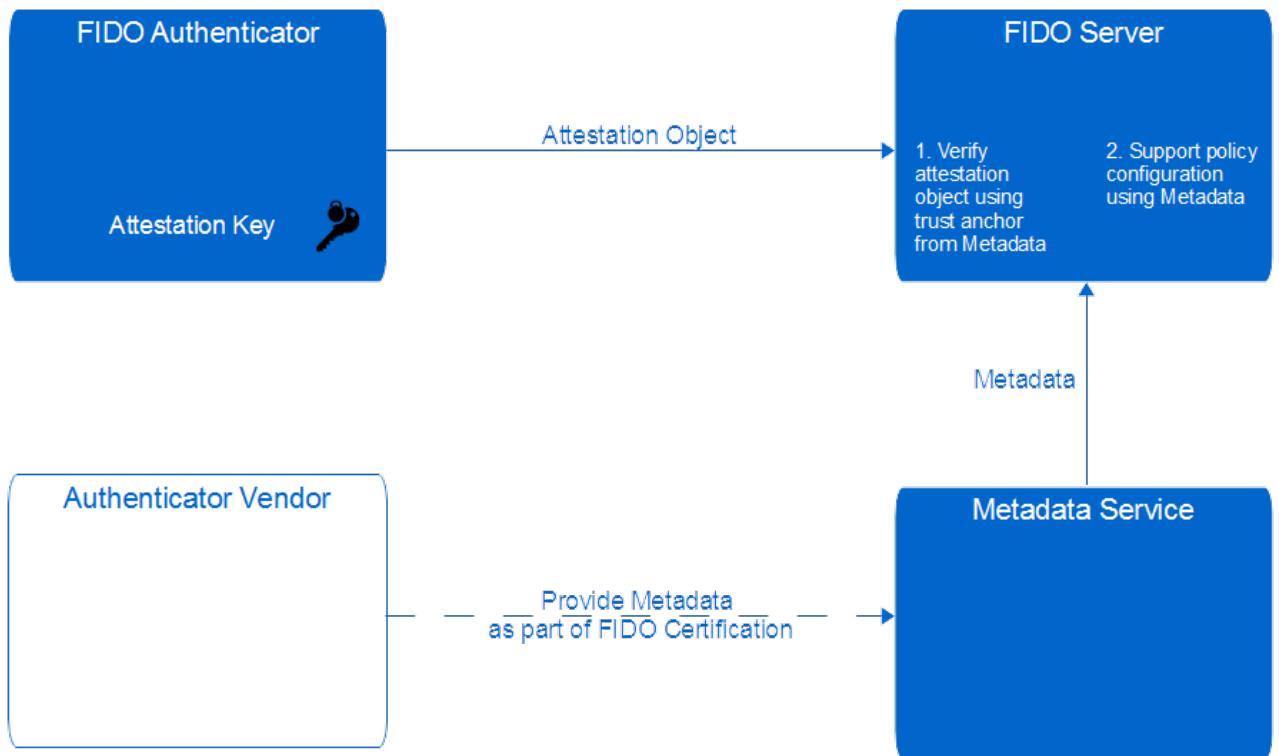 FIDO Authenticator
Attestation Key
Attestation Object
FIDO Server
1. Verify
attestation
object using
trust anchor
from Metadata
2. Support policy
configuration
using Metadata
Metadata
Authenticator Vendor
Provide Metadata
as part of FIDO Certification
Metadata Service